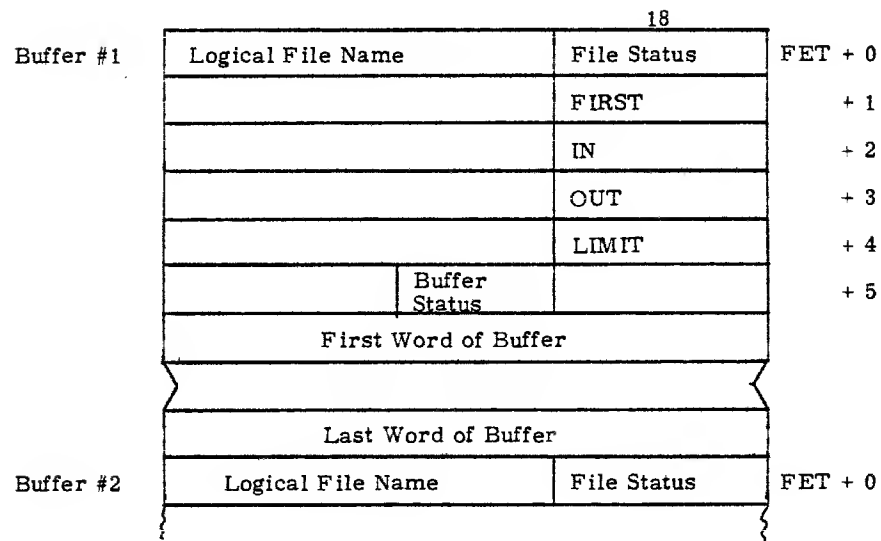 18
Buffer #1 Logical File Name File Status FET + 0
FIRST + 1
IN + 2
OUT + 3
LIMIT + 4
Buffer
Status + 5
First Word of Buffer
Last Word of Buffer
Buffer #2 Logical File Name File Status FET + 0